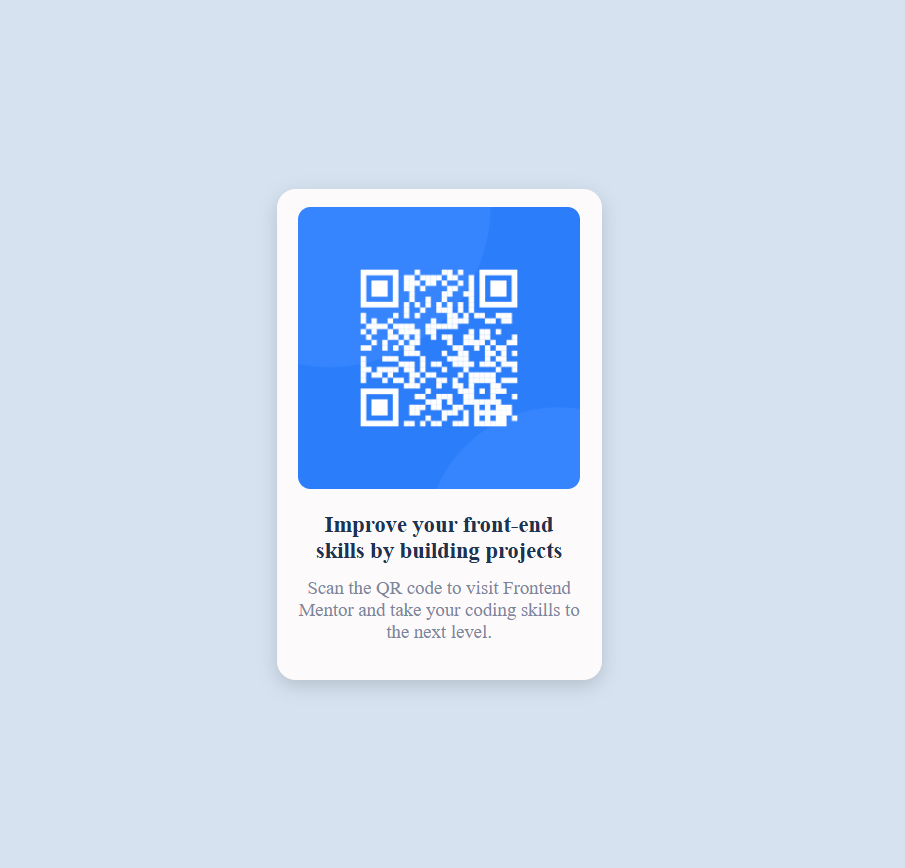 Improve your front-end
skills by building projects
Scan the QR code to visit Frontend
Mentor and take your coding skills to
the next level.